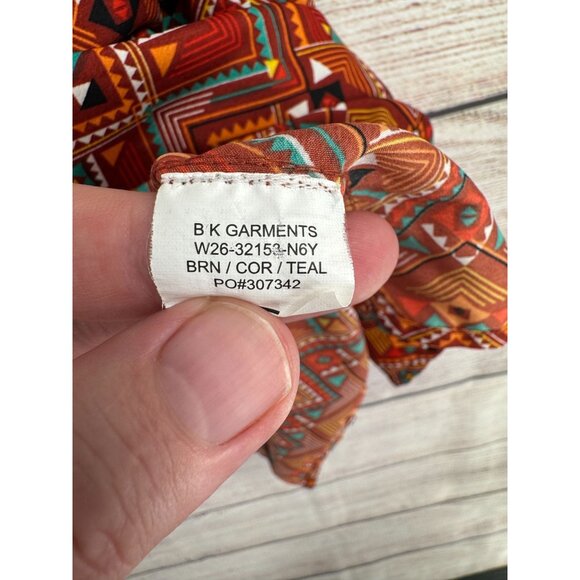 B K GARMENTS
W26-32153-N6Y
BRN / COR / TEAL
PO#307342